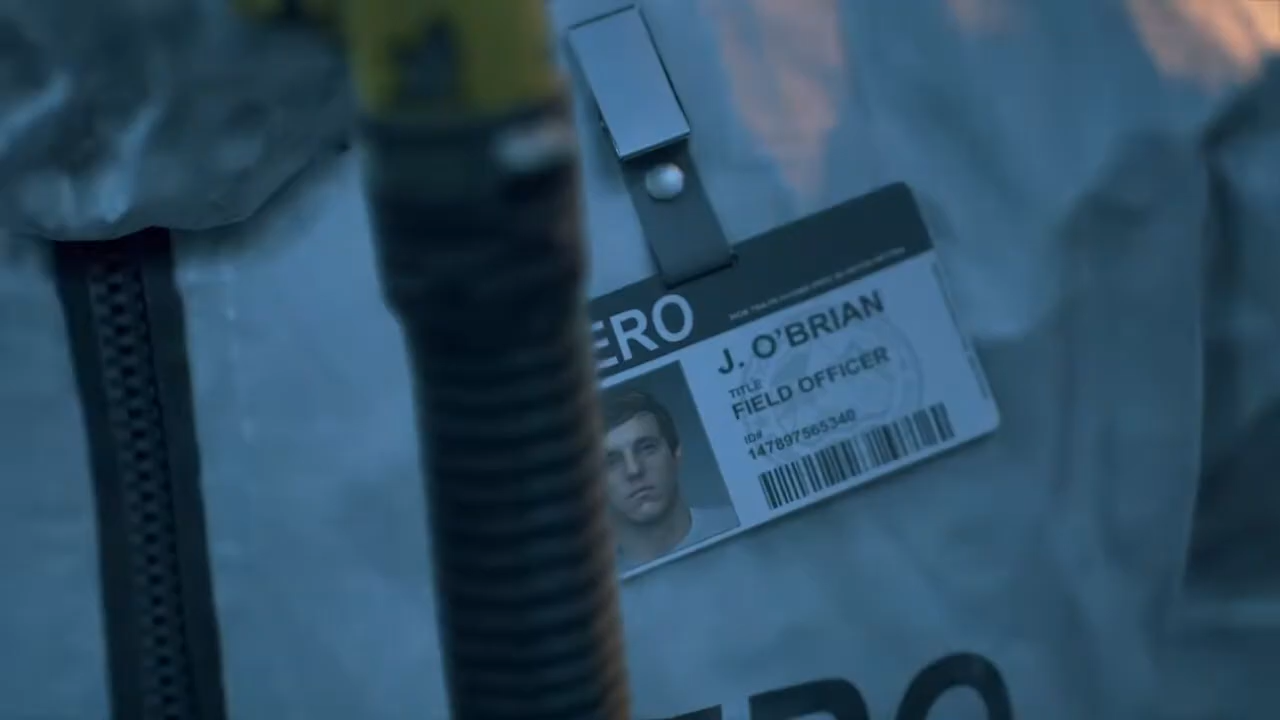 ERO
J. O'BRIAN
TITLE
FIELD OFFICER
ID#
147897565340